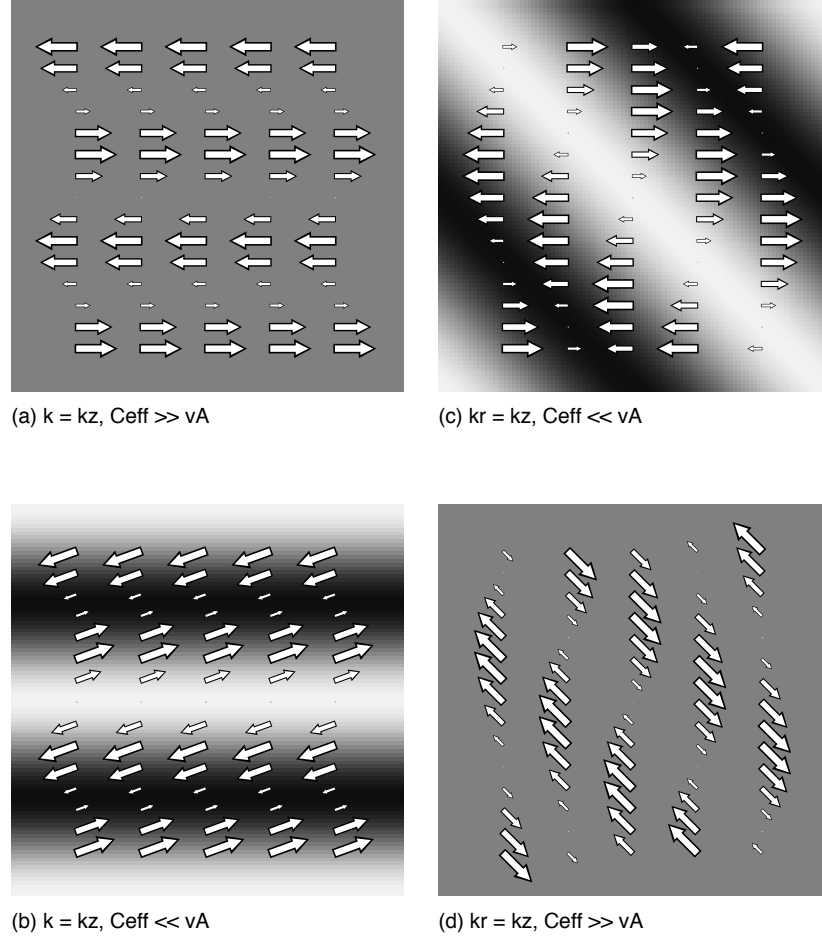 (a) k = kz, Ceff >> vA
(c) kr = kz, Ceff << vA
(b) k = kz, Ceff << vA
(d) kr = kz, Ceff >> vA